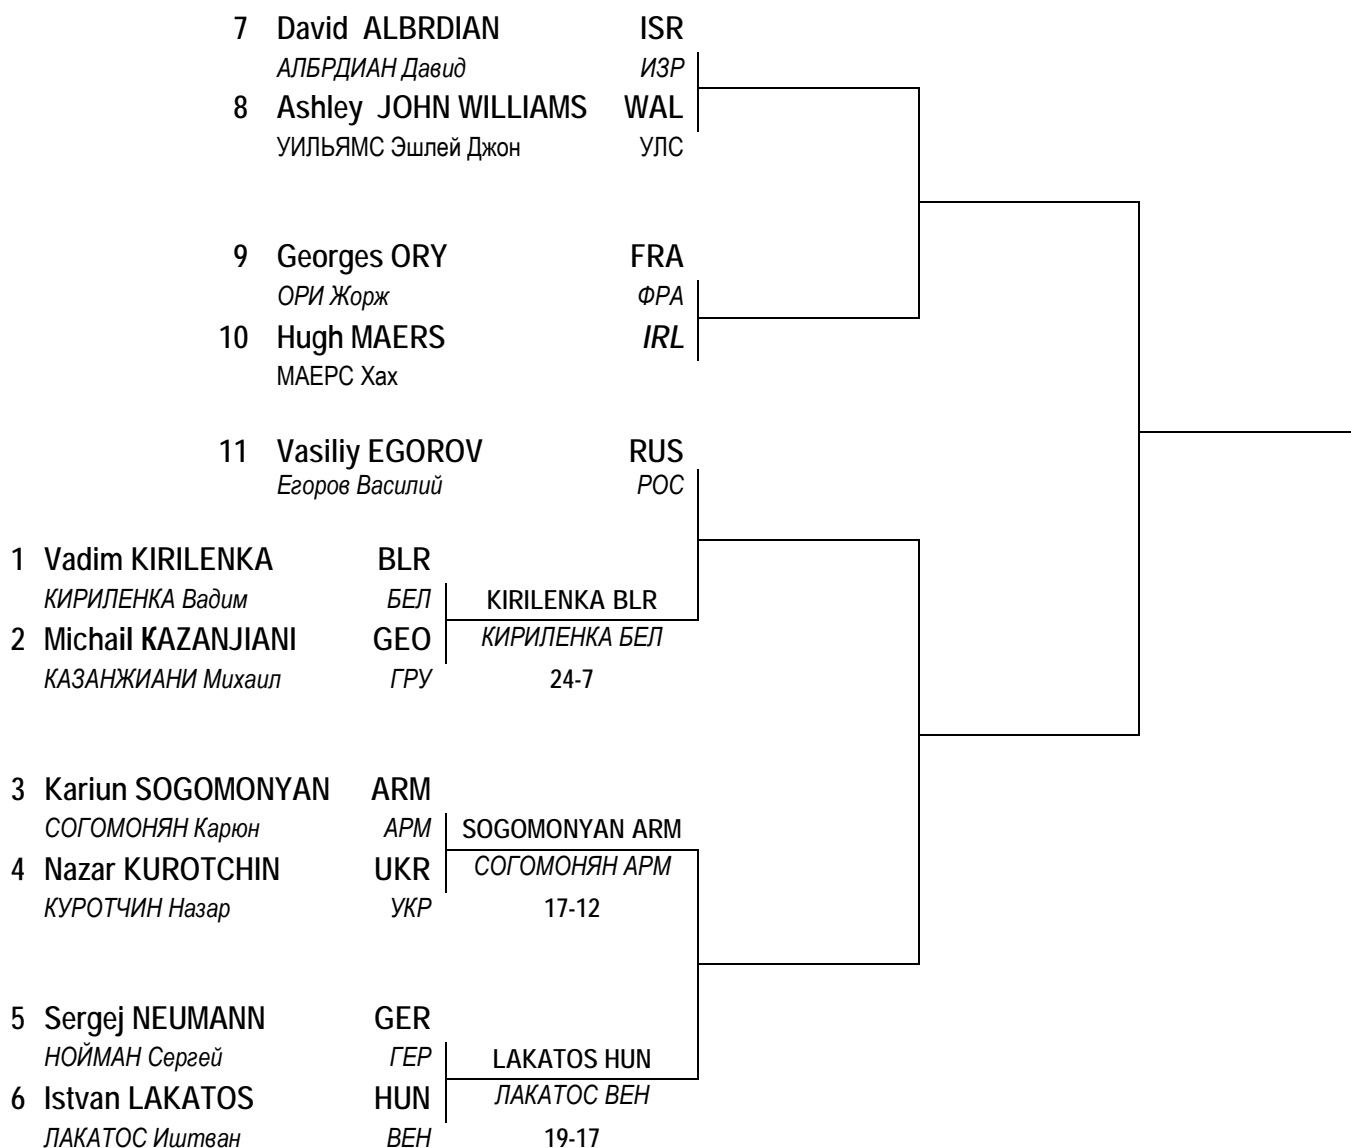 7 David ALBRDIAN ISR
АЛБРДИАН Давид ИЗР
8 Ashley JOHN WILLIAMS WAL
УИЛЬЯМС Эшлей Джон УЛС
9 Georges ORY FRA
ОРИ Жорж ФРА
10 Hugh MAERS IRL
МАЕРС Хах
11 Vasiliy EGOROV RUS
Егоров Василий РОС
1 Vadim KIRILENKA BLR
КИРИЛЕНКА Вадим БЕЛ KIRILENKA BLR
2 Michail KAZANJIANI GEO КИРИЛЕНКА БЕЛ
КАЗАНЖИАНИ Михаил ГРУ 24-7
3 Kariun SOGOMONYAN ARM
СОГОМОНЯН Карюн АРМ SOGOMONYAN ARM
4 Nazar KUROTCHIN UKR СОГОМОНЯН АРМ
КУРОТЧИН Назар УКР 17-12
5 Sergej NEUMANN GER
НОЙМАН Сергей ГЕР LAKATOS HUN
6 Istvan LAKATOS HUN ЛАКАТОС ВЕН
ЛАКАТОС Иштван ВЕН 19-17